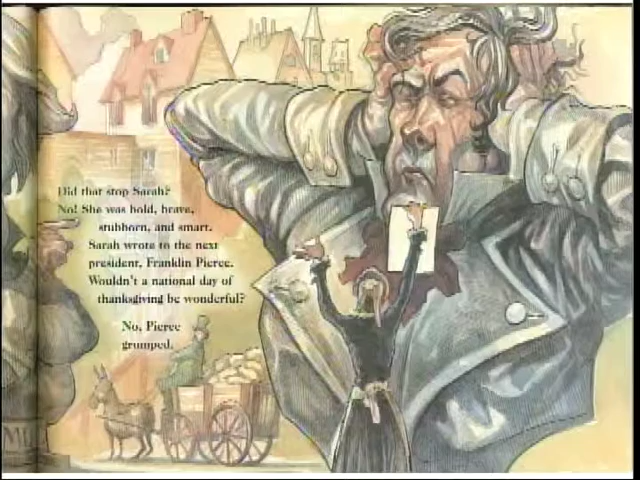 Did that stop Sarah?
No! She was bold, brave,
stubborn, and smart.
Sarah wrote to the next
president, Franklin Pierce.
Wouldn't a national day of
thanksgiving be wonderful?
No, Pierce
grumped.